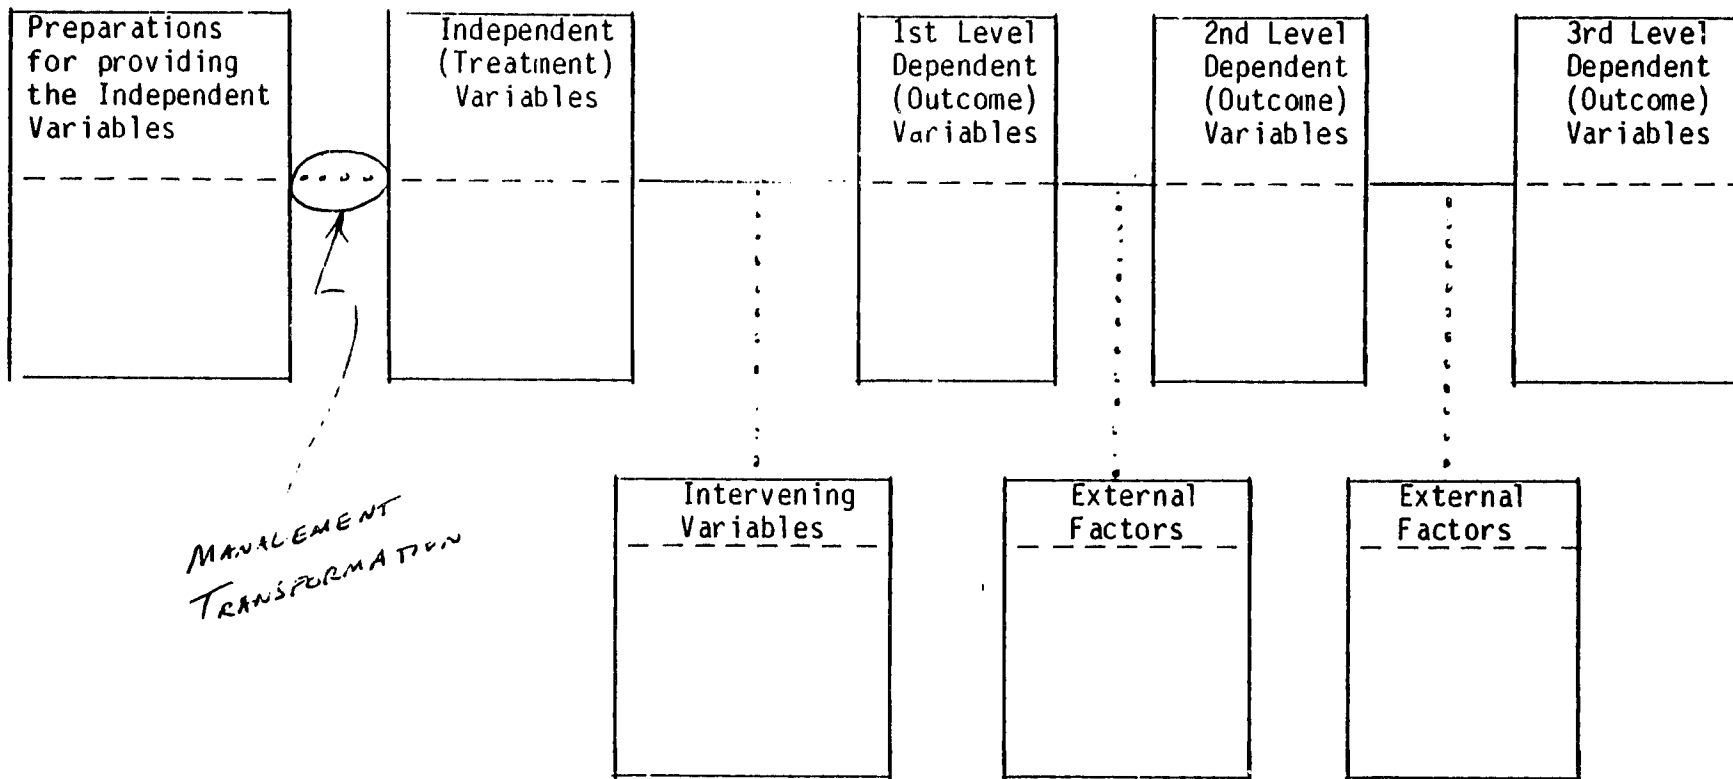 Preparations
for providing
the Independent
Variables
Independent
(Treatment)
Variables
1st Level
Dependent
(Outcome)
Variables
2nd Level
Dependent
(Outcome)
Variables
3rd Level
Dependent
(Outcome)
Variables
Intervening
Variables
External
Factors
External
Factors
MANAGEMENT
TRANSFORMATION